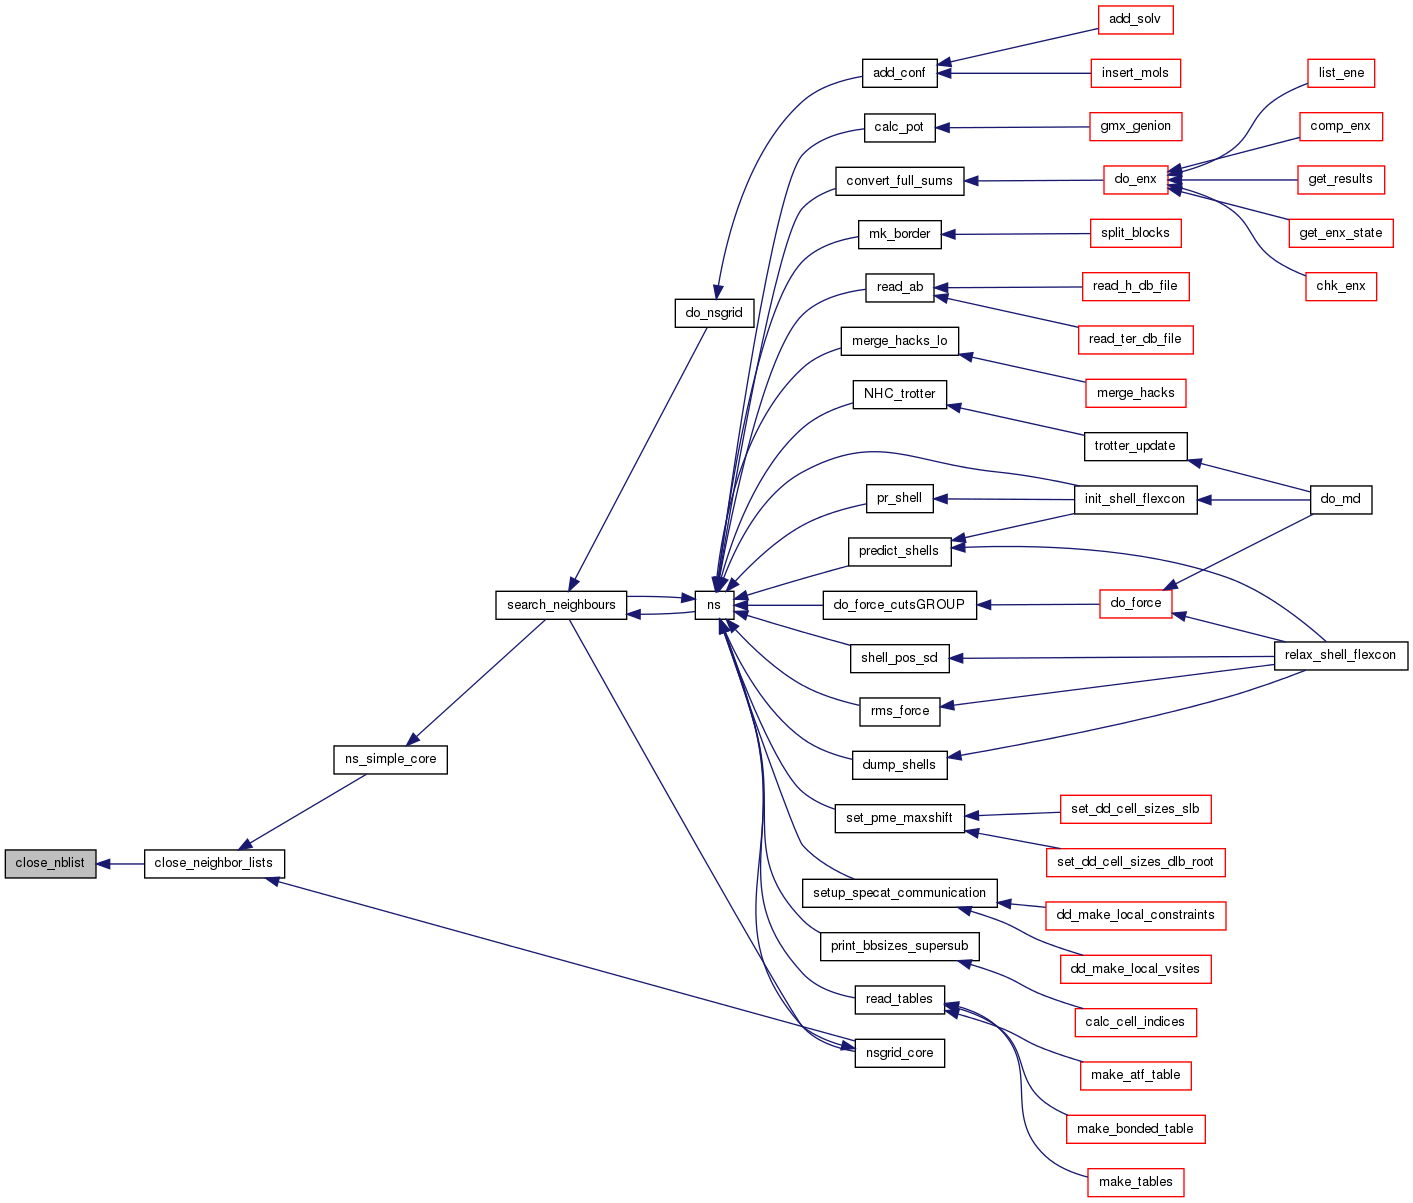 add_solv
add_conf
insert_mols
list_ene
calc_pot
gmx_genion
comp_enx
convert_full_sums
do_enx
get_results
mk_border
split_blocks
get_enx_state
read_ab
read_h_db_file
chk_enx
do_nsgrid
merge_hacks_lo
read_ter_db_file
NHC_trotter
merge_hacks
trotter_update
pr_shell
init_shell_flexcon
do_md
predict_shells
search_neighbours
ns
do_force_cutsGROUP
do_force
shell_pos_sd
relax_shell_flexcon
rms_force
ns_simple_core
dump_shells
set_pme_maxshift
set_dd_cell_sizes_slb
close_nblist
close_neighbor_lists
set_dd_cell_sizes_dlb_root
setup_specat_communication
dd_make_local_constraints
print_bbsizes_supersub
dd_make_local_vsites
read_tables
calc_cell_indices
nsgrid_core
make_atf_table
make_bonded_table
make_tables